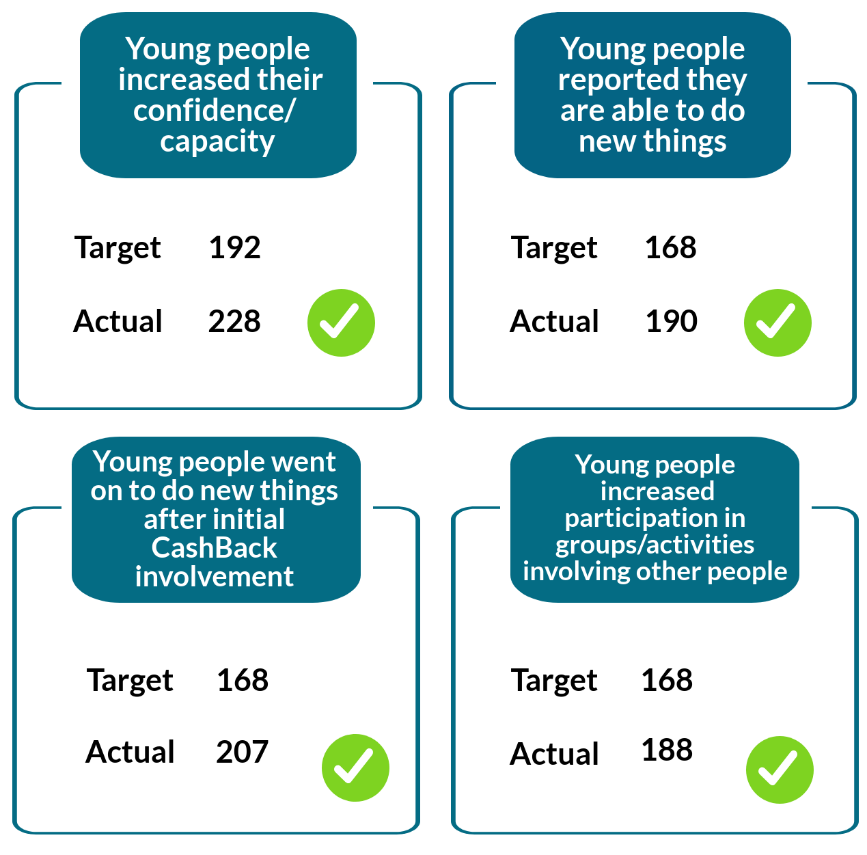 Young people
increased their
confidence/
capacity
Target 192
Actual 228
Young people
reported they
are able to do
new things
Target 168
Actual 190
Young people went
on to do new things
after initial
CashBack
involvement
Target 168
Actual 207
Young people
increased
participation in
groups/activities
involving other people
Target 168
Actual 188